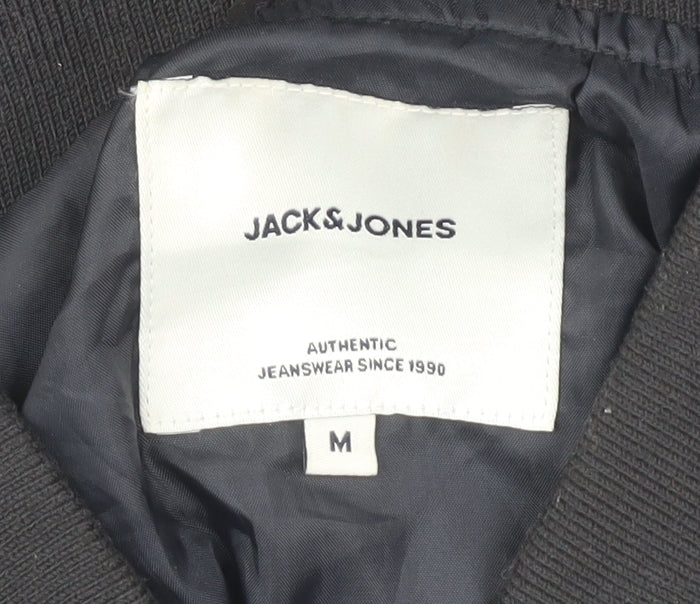 JACK&JONES
AUTHENTIC
JEANSWEAR SINCE 1990
M